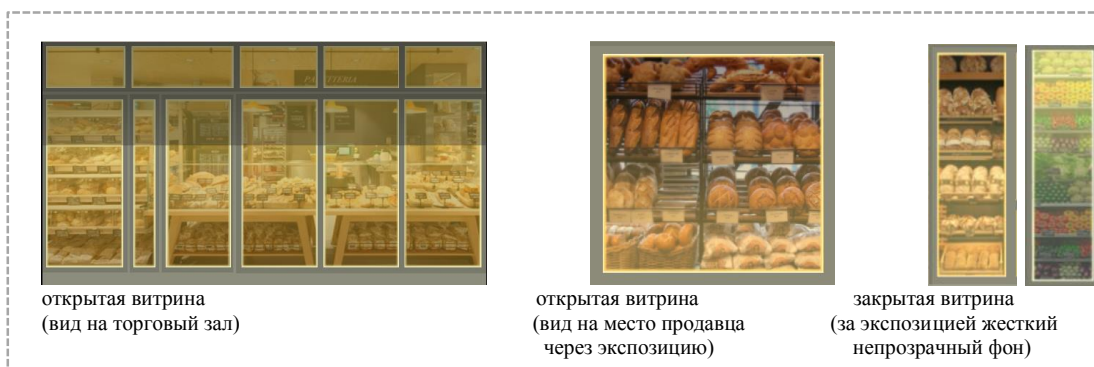 PANETTERIA
открытая витрина
(вид на торговый зал)
открытая витрина
(вид на место продавца
через экспозицию)
закрытая витрина
(за экспозицией жесткий
непрозрачный фон)